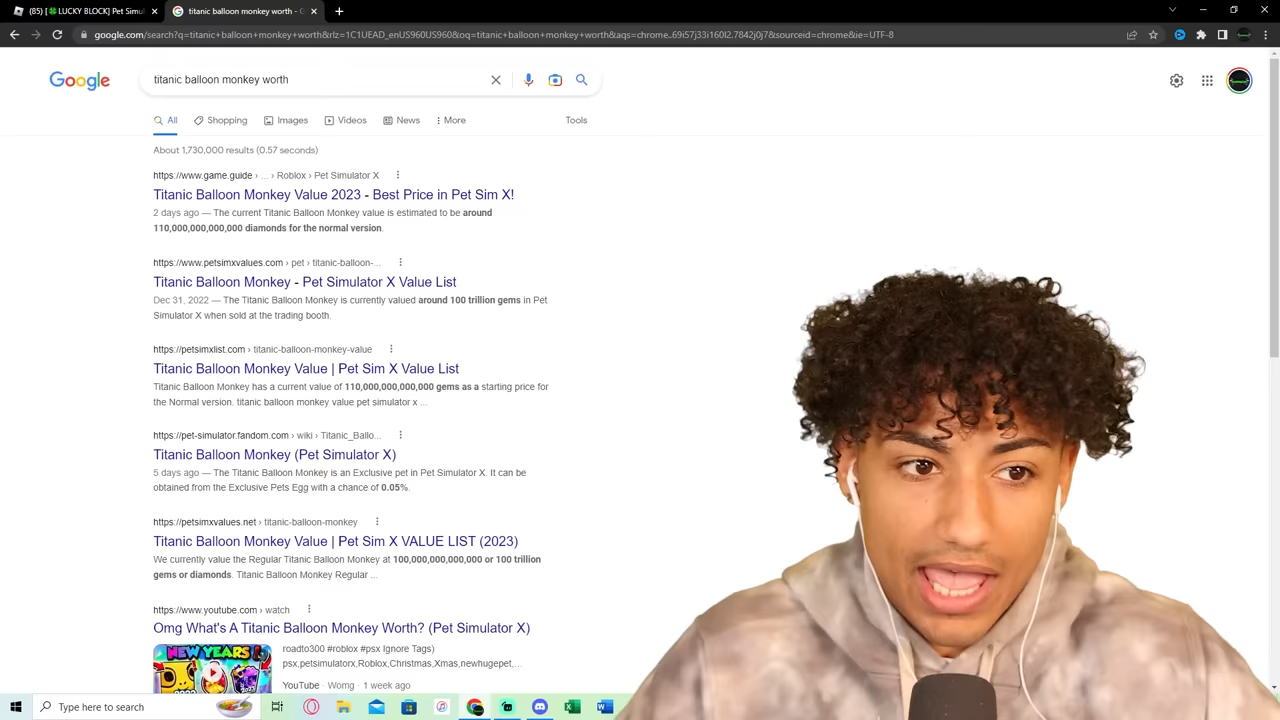 (85) [🍀LUCKY BLOCK] Pet Simul
titanic balloon monkey worth - G
google.com/search?q=titanic+balloon+monkey+worth&rlz=1C1UEAD_enUS960US960&oq=titanic+balloon+monkey+worth&aqs=chrome..69i57j33i160l2.7842j0j7&sourceid=chrome&ie=UTF-8
Google
titanic balloon monkey worth
All Shopping Images Videos News More Tools
About 1,730,000 results (0.57 seconds)
https://www.game.guide › ... › Roblox › Pet Simulator X
Titanic Balloon Monkey Value 2023 - Best Price in Pet Sim X!
2 days ago — The current Titanic Balloon Monkey value is estimated to be around
110,000,000,000,000 diamonds for the normal version.
https://www.petsimxvalues.com › pet › titanic-balloon-...
Titanic Balloon Monkey - Pet Simulator X Value List
Dec 31, 2022 — The Titanic Balloon Monkey is currently valued around 100 trillion gems in Pet
Simulator X when sold at the trading booth.
https://petsimxlist.com › titanic-balloon-monkey-value
Titanic Balloon Monkey Value | Pet Sim X Value List
Titanic Balloon Monkey has a current value of 110,000,000,000,000 gems as a starting price for
the Normal version. titanic balloon monkey value pet simulator x ...
https://pet-simulator.fandom.com › wiki › Titanic_Ballo...
Titanic Balloon Monkey (Pet Simulator X)
5 days ago — The Titanic Balloon Monkey is an Exclusive pet in Pet Simulator X. It can be
obtained from the Exclusive Pets Egg with a chance of 0.05%.
https://petsimxvalues.net › titanic-balloon-monkey
Titanic Balloon Monkey Value | Pet Sim X VALUE LIST (2023)
We currently value the Regular Titanic Balloon Monkey at 100,000,000,000,000 or 100 trillion
gems or diamonds. Titanic Balloon Monkey Regular ...
https://www.youtube.com › watch
Omg What's A Titanic Balloon Monkey Worth? (Pet Simulator X)
NEW YEARS
roadto300 #roblox #psx Ignore Tags)
psx,petsimulatorx,Roblox,Christmas,Xmas,newhugepet,...
YouTube · Womg · 1 week ago
Type here to search